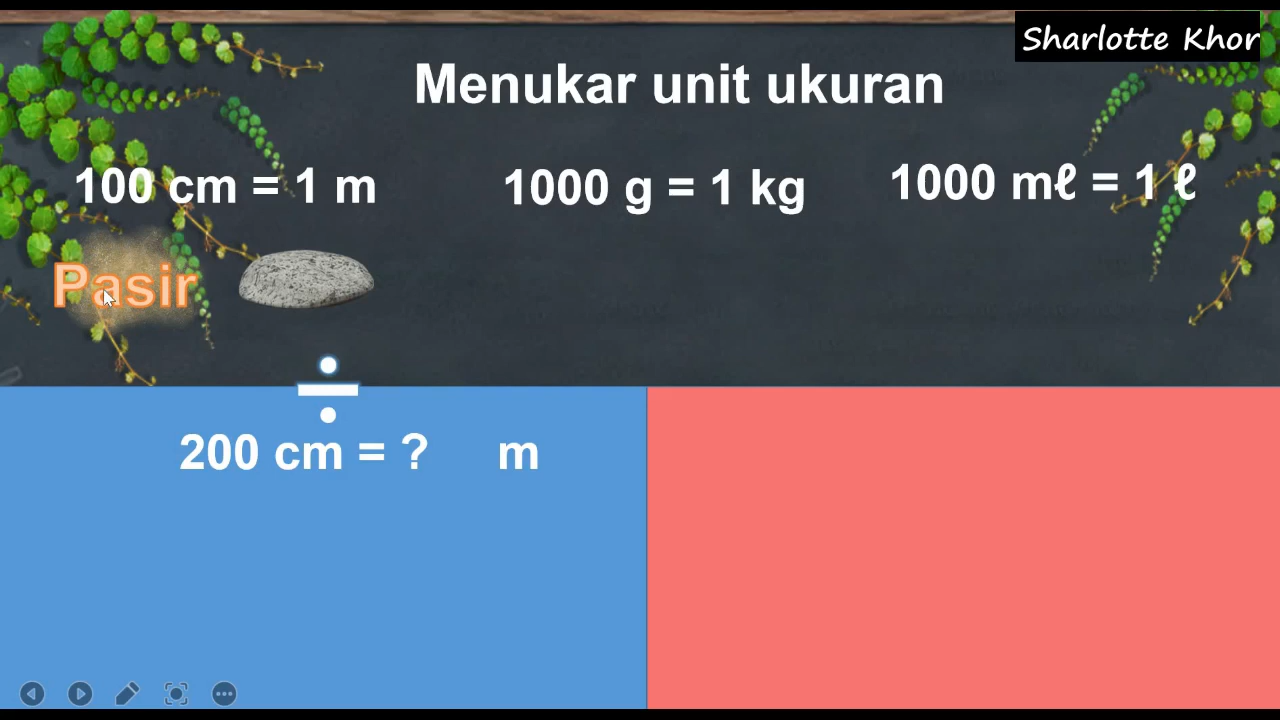 Sharlotte Khor
Menukar unit ukuran
100 cm = 1 m
1000 g = 1 kg
1000 mℓ = 1 ℓ
Pasir
÷
200 cm = ? m